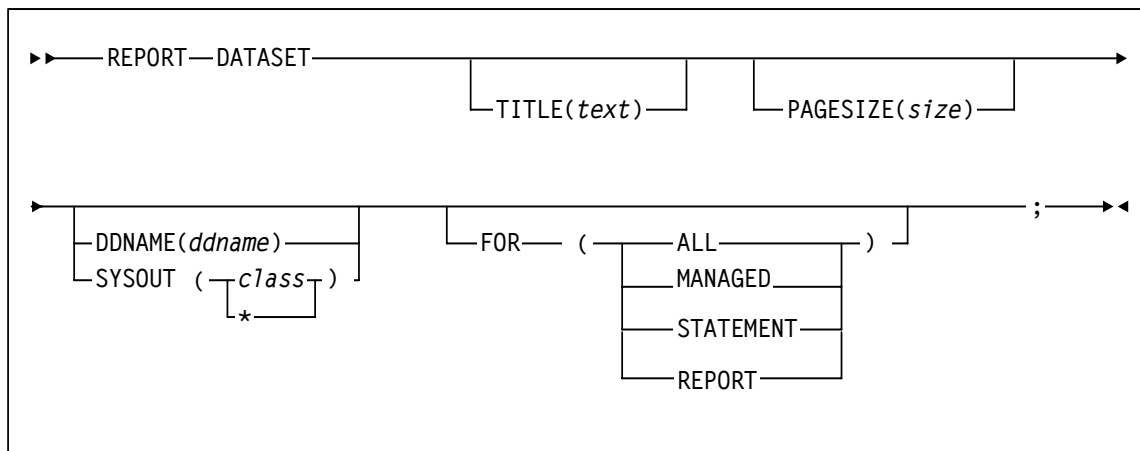 REPORT DATASET
TITLE(text) PAGESIZE(size)
;
DDNAME(ddname) FOR ( ALL )
SYSOUT ( class ) MANAGED
*
STATEMENT
REPORT